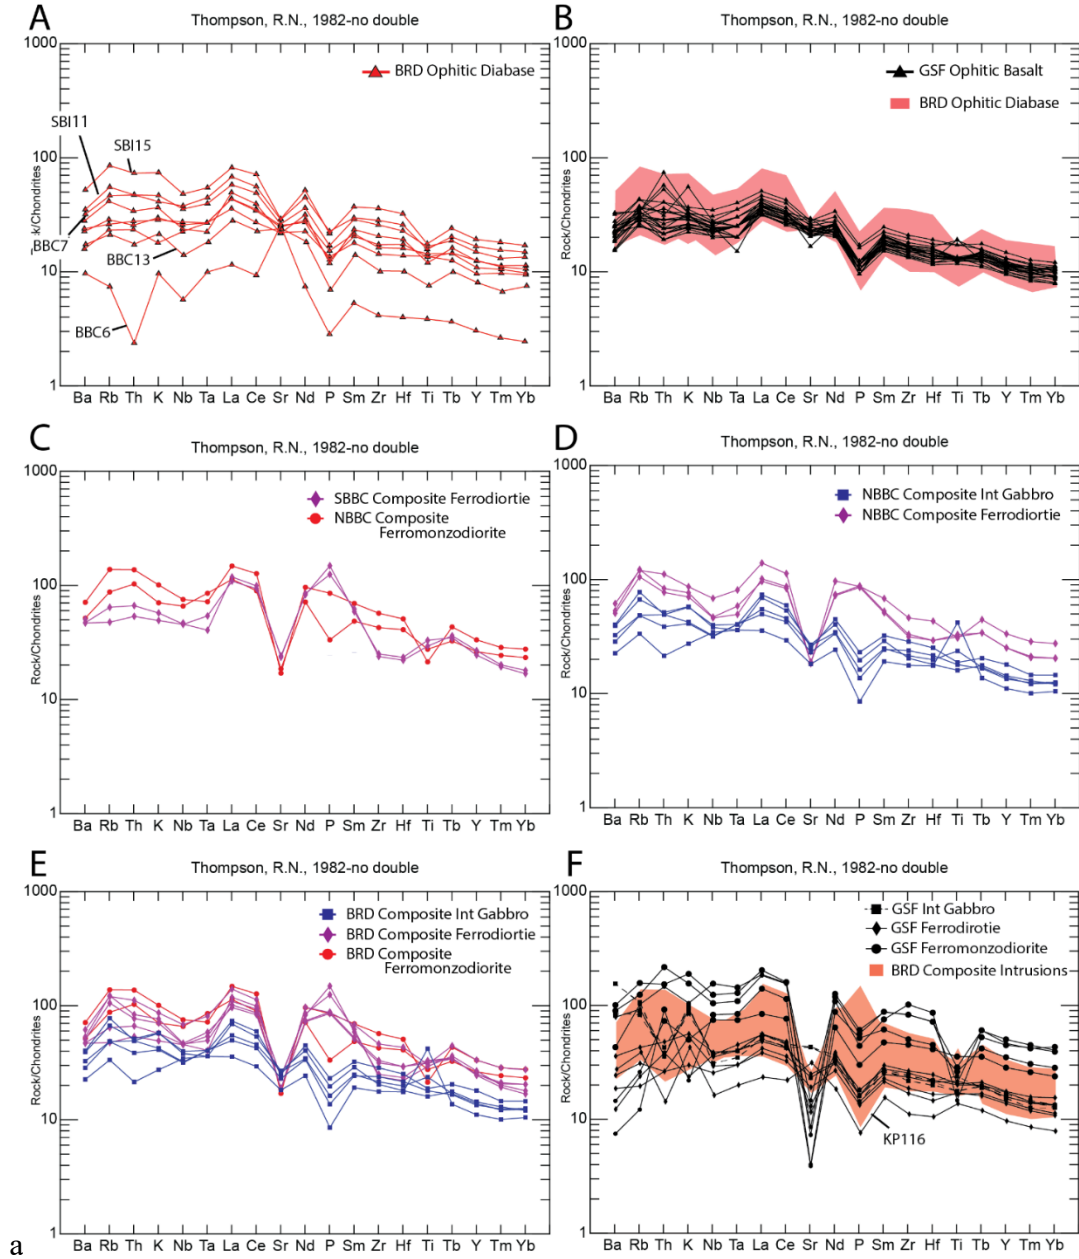 A
Thompson, R.N., 1982-no double
1000
100
10
1
k/Chondrites
BRD Ophitic Diabase
SBI11
SBI15
BBC7
BBC13
BBC6
Ba Rb Th K Nb Ta La Ce Sr Nd P Sm Zr Hf Ti Tb Y Tm Yb
B
Thompson, R.N., 1982-no double
1000
100
10
1
Rock/Chondrites
GSF Ophitic Basalt
BRD Ophitic Diabase
Ba Rb Th K Nb Ta La Ce Sr Nd P Sm Zr Hf Ti Tb Y Tm Yb
C
Thompson, R.N., 1982-no double
1000
100
10
1
Rock/Chondrites
SBBC Composite Ferrodiortie
NBBC Composite
Ferromonzodiorite
Ba Rb Th K Nb Ta La Ce Sr Nd P Sm Zr Hf Ti Tb Y Tm Yb
D
Thompson, R.N., 1982-no double
1000
100
10
1
Rock/Chondrites
NBBC Composite Int Gabbro
NBBC Composite Ferrodiortie
Ba Rb Th K Nb Ta La Ce Sr Nd P Sm Zr Hf Ti Tb Y Tm Yb
E
Thompson, R.N., 1982-no double
1000
100
10
1
Rock/Chondrites
BRD Composite Int Gabbro
BRD Composite Ferrodiortie
BRD Composite
Ferromonzodiorite
Ba Rb Th K Nb Ta La Ce Sr Nd P Sm Zr Hf Ti Tb Y Tm Yb
F
Thompson, R.N., 1982-no double
1000
100
10
1
Rock/Chondrites
GSF Int Gabbro
GSF Ferrodirotie
GSF Ferromonzodiorite
BRD Composite Intrusions
KP116
Ba Rb Th K Nb Ta La Ce Sr Nd P Sm Zr Hf Ti Tb Y Tm Yb
a